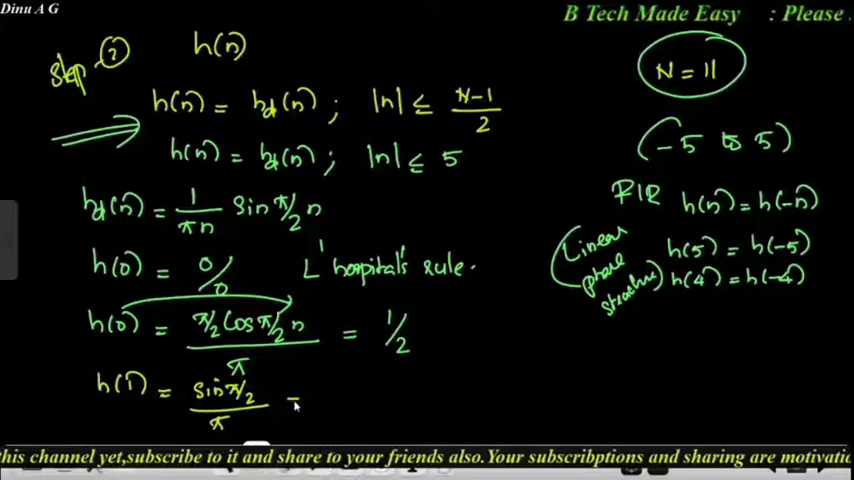 Dinu A G
B Tech Made Easy : Please
Step - ②
h(n)
h(n) = hd(n) ; |n| ≤ N-1/2
h(n) = hd(n) ; |n| ≤ 5
hd(n) = 1/πn sin π/2 n
h(0) = 0/0 L'hospital's rule.
h(0) = π/2 Cos π/2 n / π = 1/2
h(1) = sin π/2 / π =
N = 11
(-5 to 5)
FIR h(n) = h(-n)
(Linear phase structure)
h(5) = h(-5)
h(4) = h(-4)
his channel yet,subscribe to it and share to your friends also.Your subscribptions and sharing are motivatio